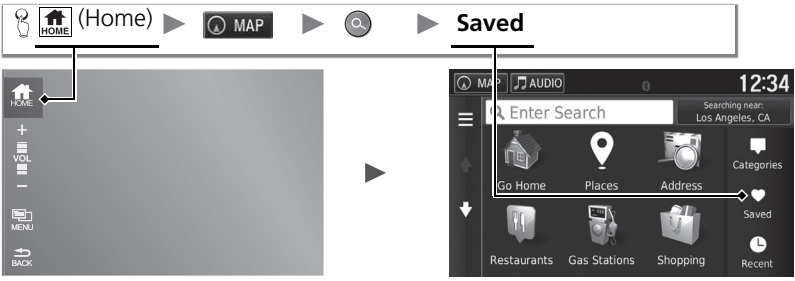 HOME (Home) MAP Saved
HOME
+
VOL
−
MENU
BACK
MAP AUDIO 12:34
Enter Search
Searching near:
Los Angeles, CA
Go Home Places Address Categories
Saved
Restaurants Gas Stations Shopping Recent